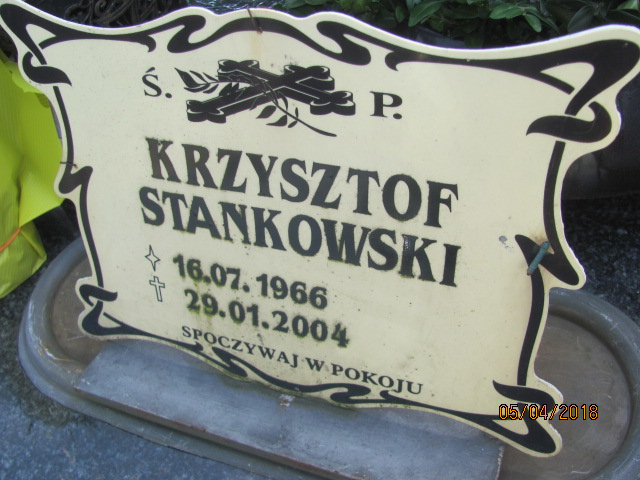 Ś. P.
KRZYSZTOF
STANKOWSKI
16.07.1966
29.01.2004
SPOCZYWAJ W POKOJU
05/04/2018